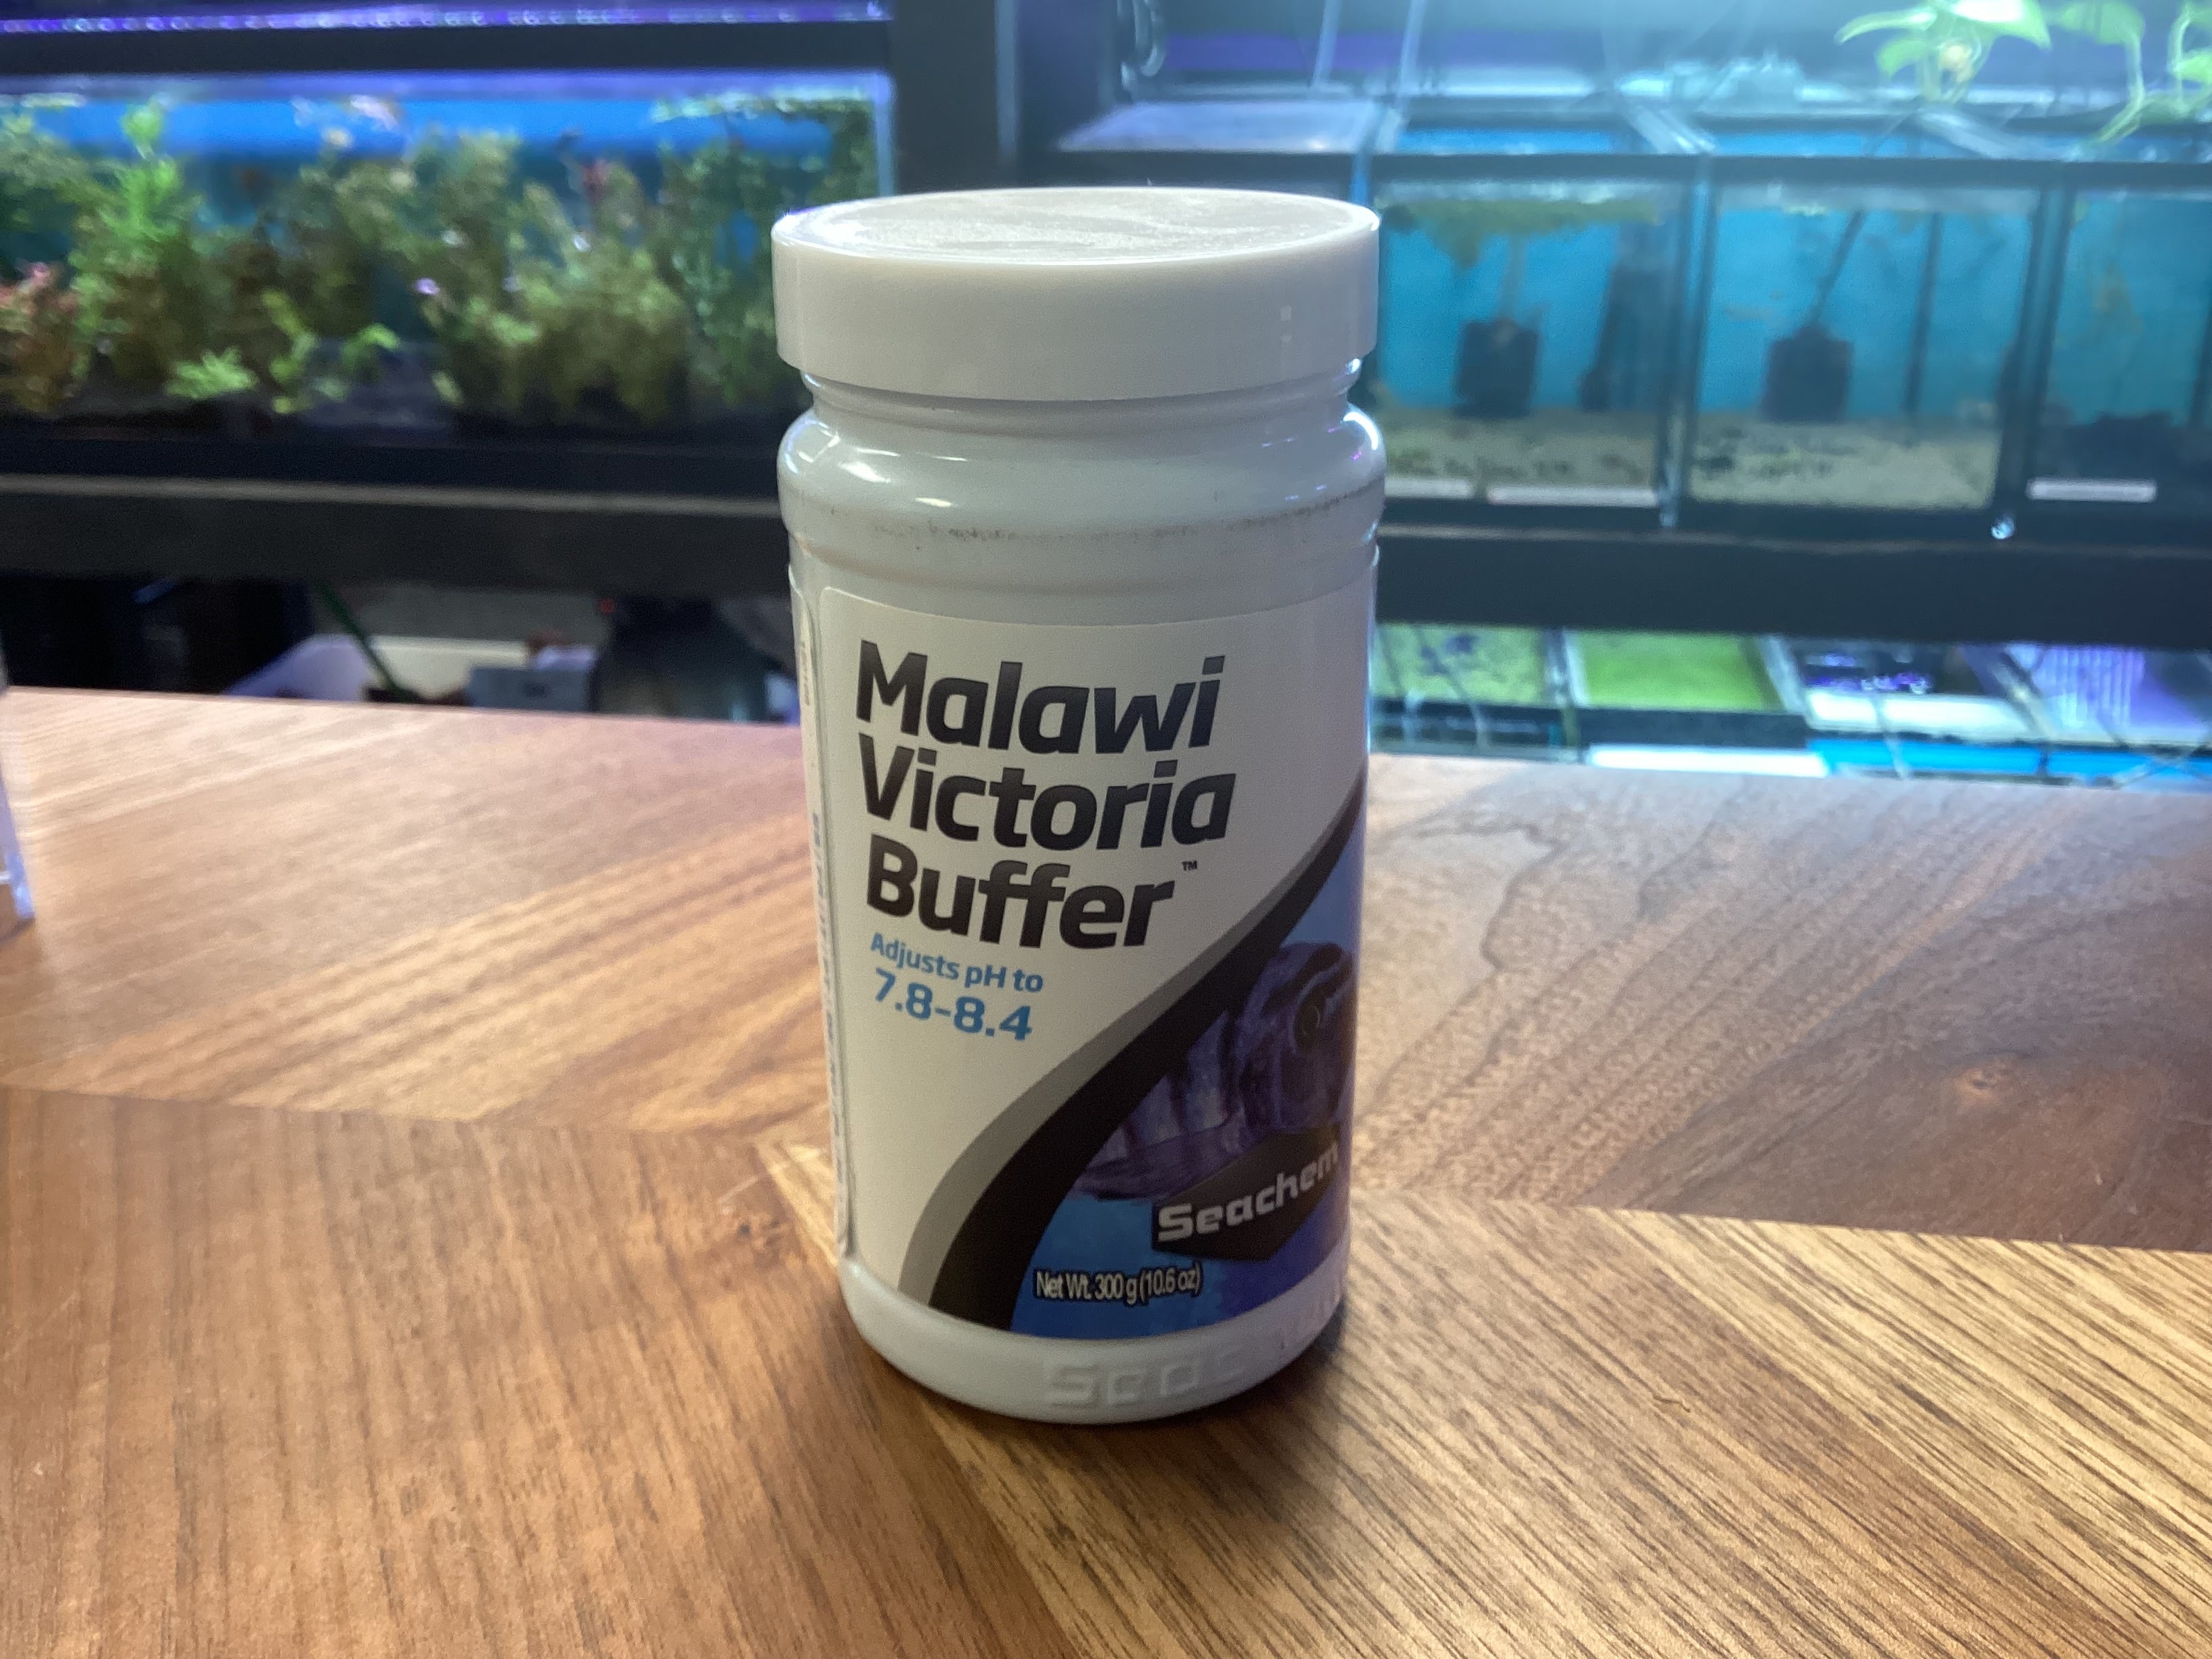 Malawi
Victoria
Buffer™
Adjusts pH to
7.8-8.4
Seachem
Net Wt. 300 g (10.6 oz)